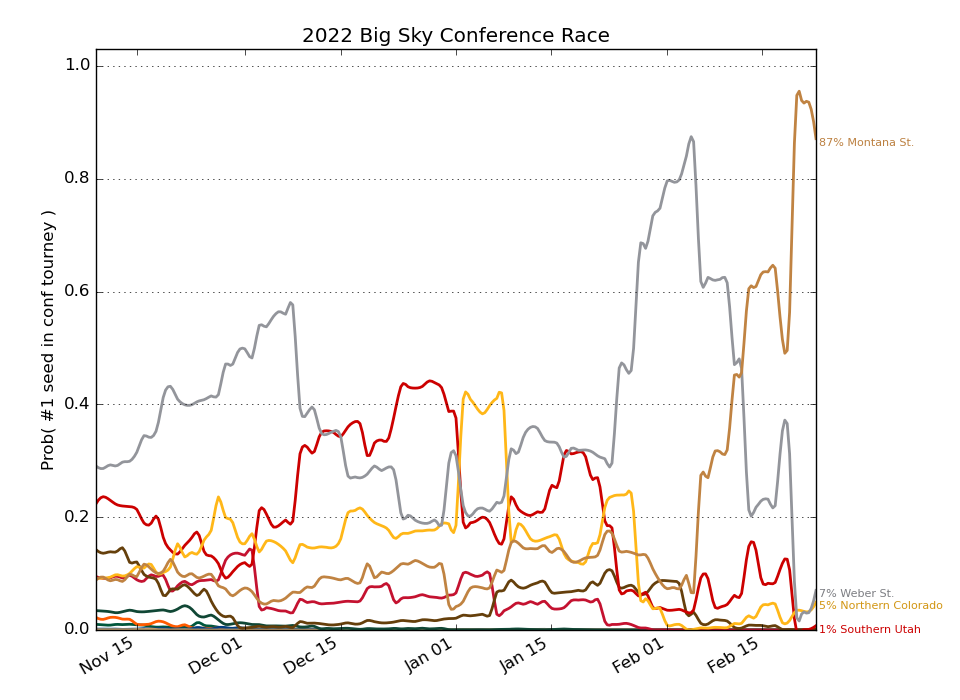 2022 Big Sky Conference Race
Prob( #1 seed in conf tourney )
1.0
0.8
0.6
0.4
0.2
0.0
87% Montana St.
7% Weber St.
5% Northern Colorado
1% Southern Utah
Nov 15
Dec 01
Dec 15
Jan 01
Jan 15
Feb 01
Feb 15